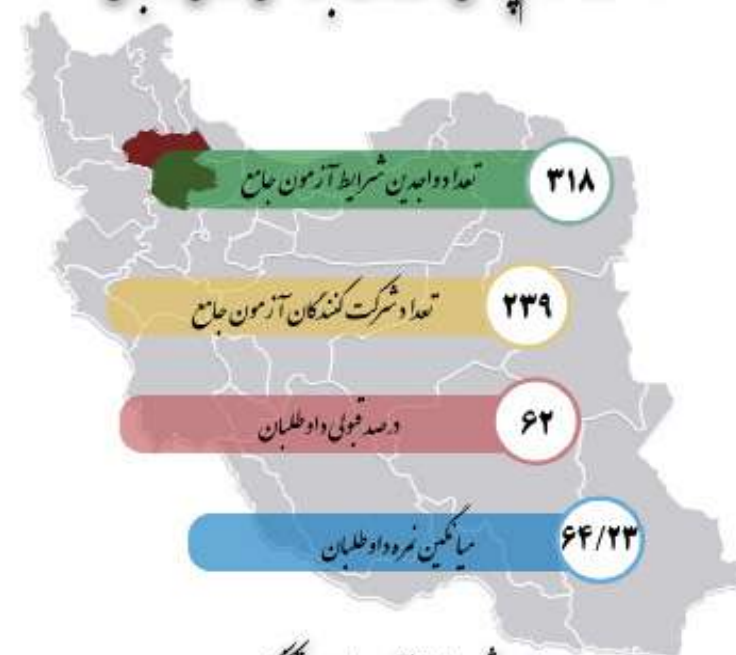 ۳۱۸ تعداد واجدین شرایط آزمون جامع
۲۳۹ تعداد شرکت کنندگان آزمون جامع
۶۲ درصد قبولی داوطلبان
۶۴/۲۳ میانگین نمره داوطلبان